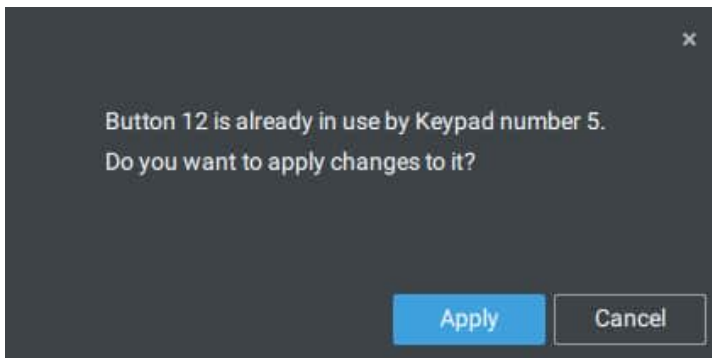 ×
Button 12 is already in use by Keypad number 5.
Do you want to apply changes to it?
Apply Cancel